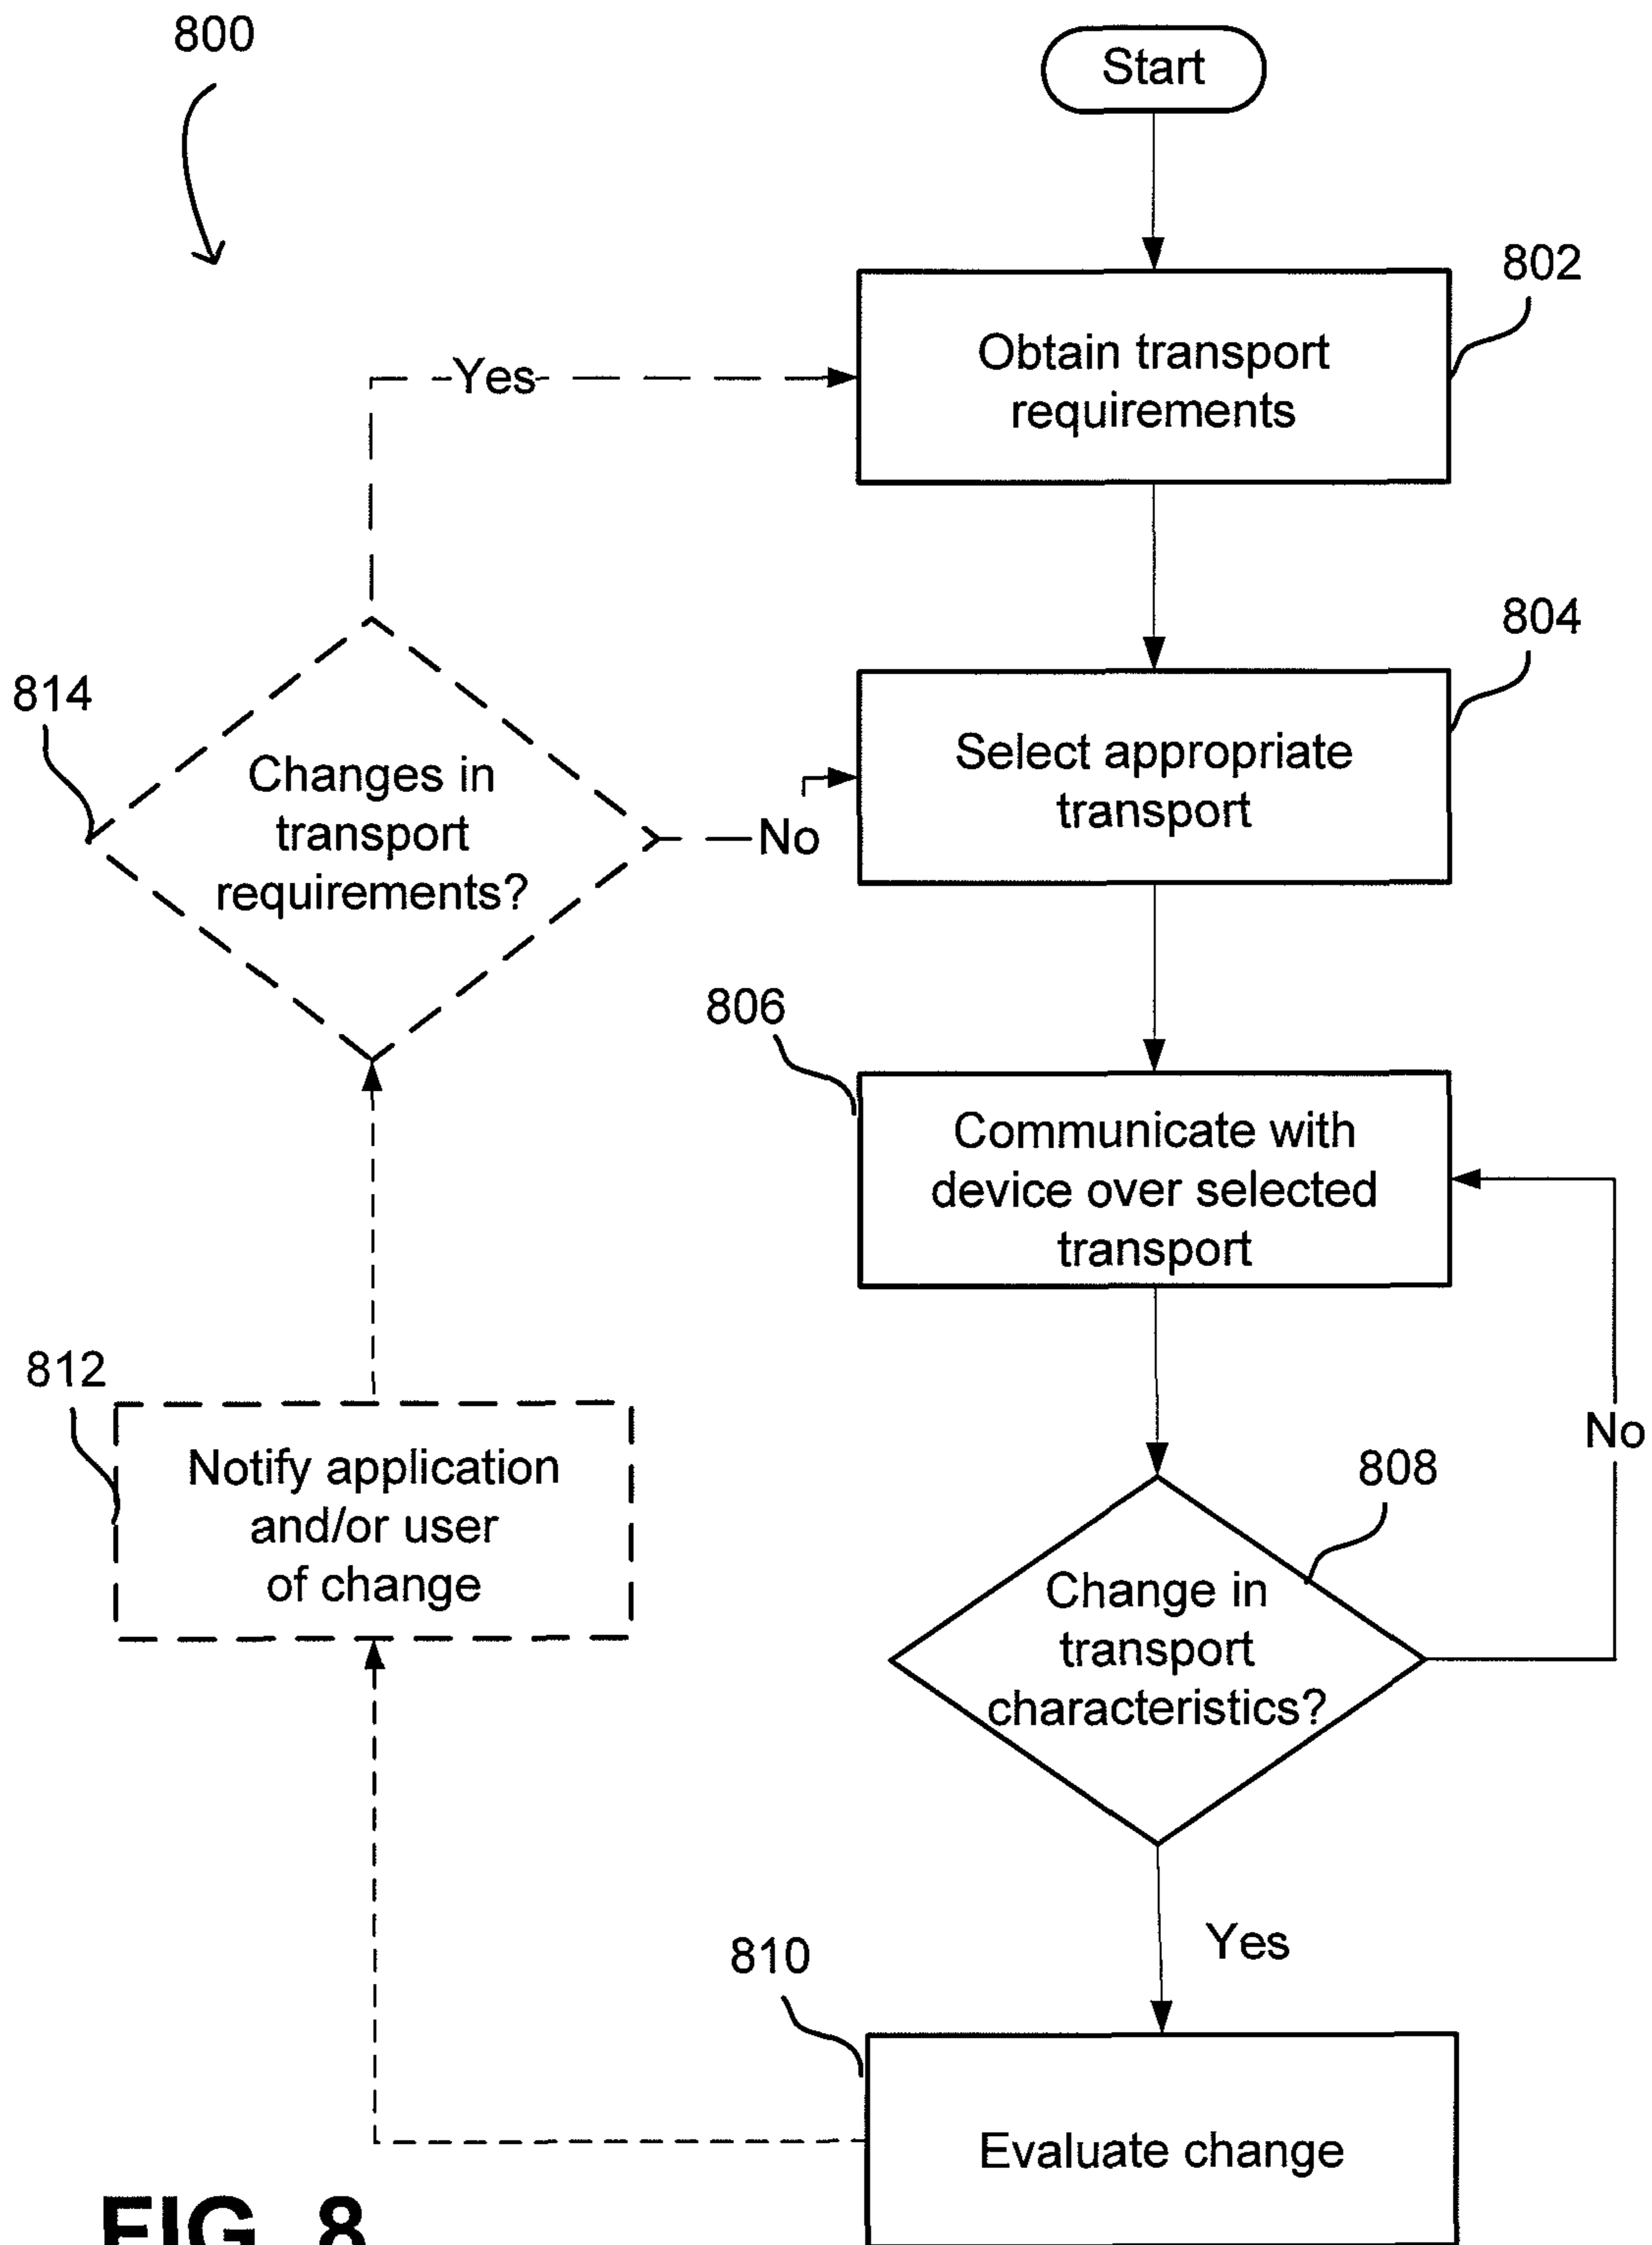 800
Start
802
Obtain transport
requirements
Yes
804
Select appropriate
transport
814
Changes in
transport
requirements?
No
806
Communicate with
device over selected
transport
No
812
Notify application
and/or user
of change
808
Change in
transport
characteristics?
Yes
810
Evaluate change
FIG. 8